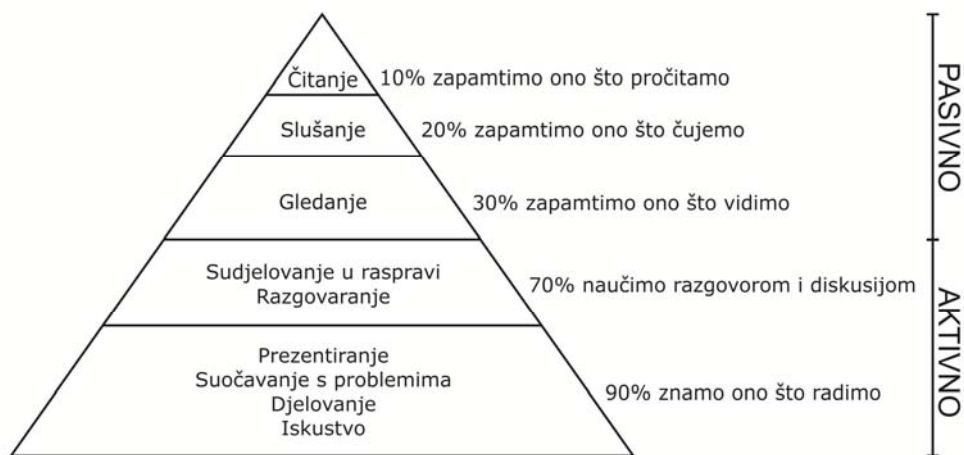 Čitanje
10% zapamtimo ono što pročitamo
Slušanje
20% zapamtimo ono što čujemo
Gledanje
30% zapamtimo ono što vidimo
PASIVNO
Sudjelovanje u raspravi
Razgovaranje
70% naučimo razgovorom i diskusijom
Prezentiranje
Suočavanje s problemima
Djelovanje
Iskustvo
90% znamo ono što radimo
AKTIVNO